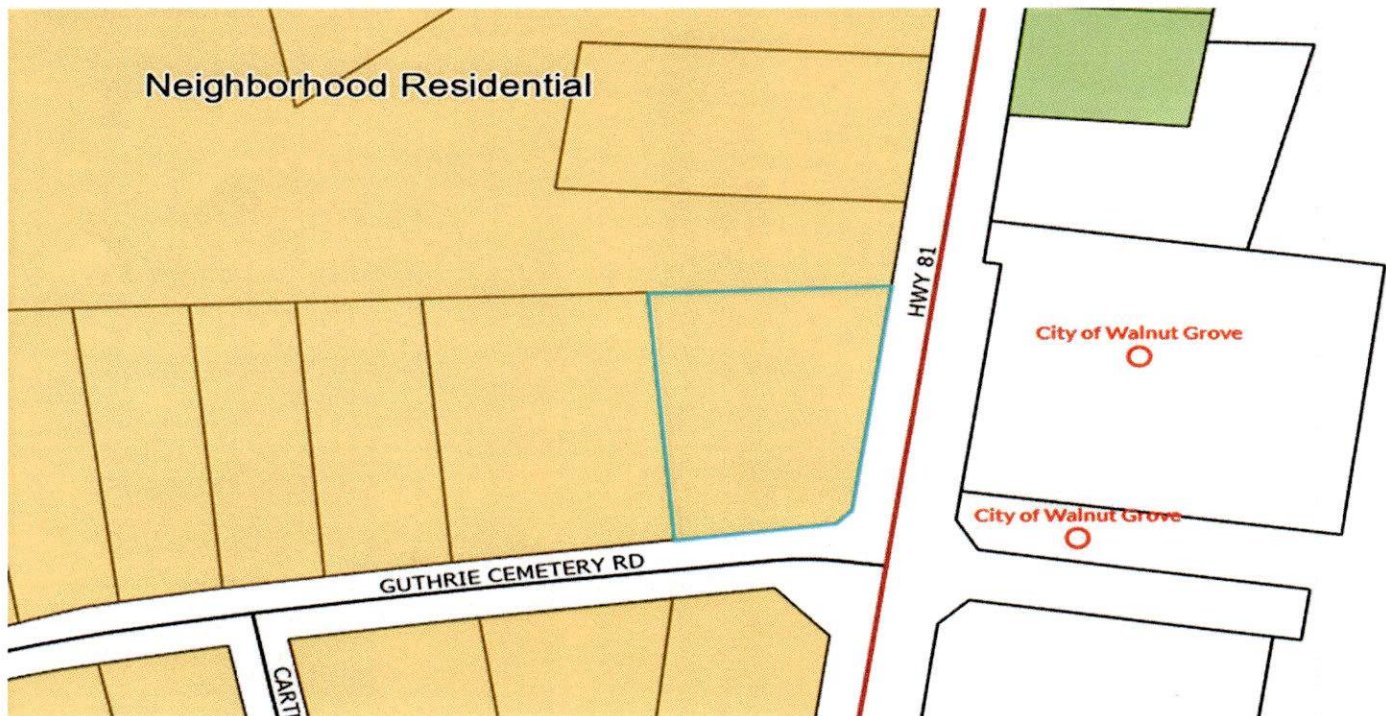 Neighborhood Residential
HWY 81
City of Walnut Grove
City of Walnut Grove
GUTHRIE CEMETERY RD